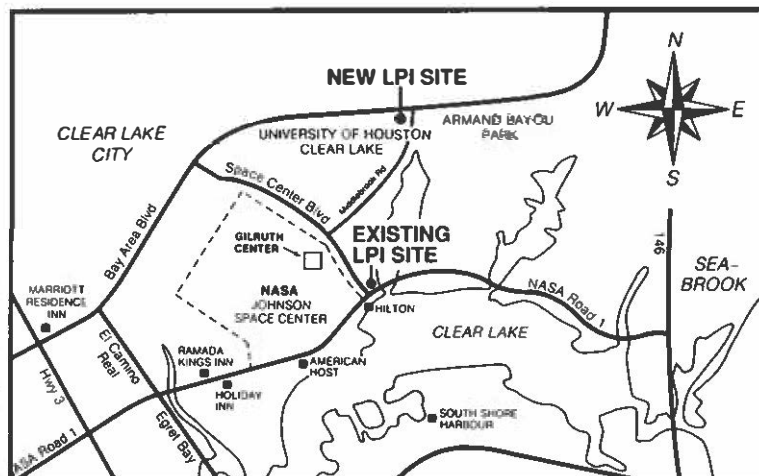 N
NEW LPI SITE
W
E
CLEAR LAKE
CITY
UNIVERSITY OF HOUSTON
CLEAR LAKE
ARMAND BAYOU
PARK
S
Space Center Blvd
Middlebrook Rd
Bay Area Blvd
GILRUTH
CENTER
EXISTING
LPI SITE
146
SEA-
BROOK
MARRIOTT
RESIDENCE
INN
NASA
JOHNSON
SPACE CENTER
HILTON
NASA Road 1
CLEAR LAKE
El Camino
Real
RAMADA
KINGS INN
AMERICAN
HOST
Hwy 3
HOLIDAY
INN
Egret Bay
SOUTH SHORE
HARBOUR
ASA Road 1